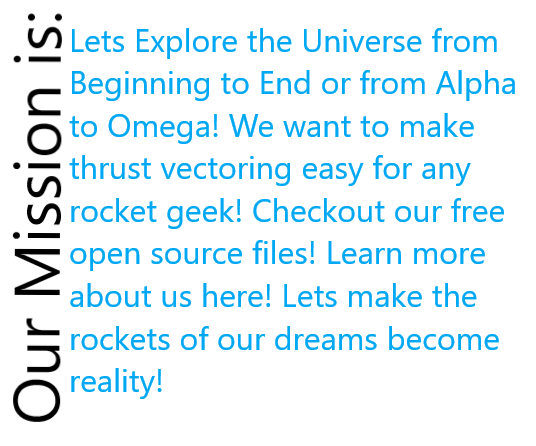 Our Mission is:
Lets Explore the Universe from
Beginning to End or from Alpha
to Omega! We want to make
thrust vectoring easy for any
rocket geek! Checkout our free
open source files! Learn more
about us here! Lets make the
rockets of our dreams become
reality!